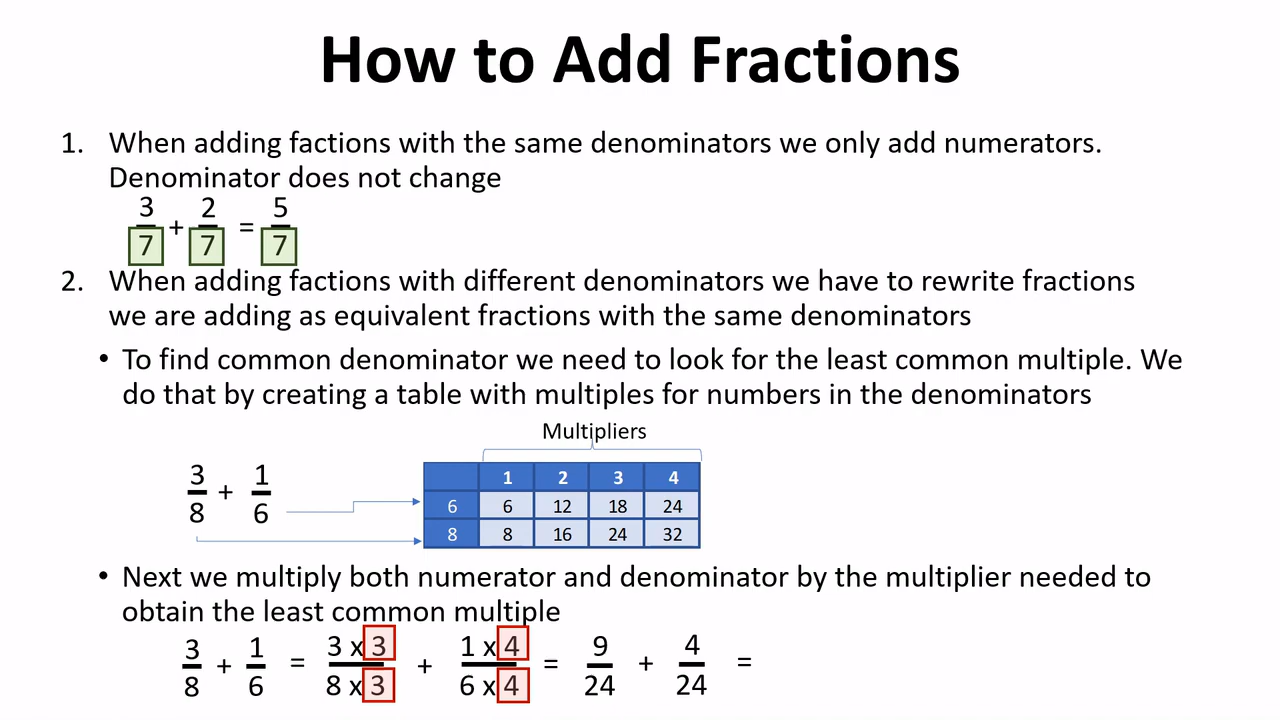 How to Add Fractions
1. When adding factions with the same denominators we only add numerators.
Denominator does not change
3/7 + 2/7 = 5/7
2. When adding factions with different denominators we have to rewrite fractions
we are adding as equivalent fractions with the same denominators
• To find common denominator we need to look for the least common multiple. We
do that by creating a table with multiples for numbers in the denominators
Multipliers
3/8 + 1/6
1 2 3 4
6 6 12 18 24
8 8 16 24 32
• Next we multiply both numerator and denominator by the multiplier needed to
obtain the least common multiple
3/8 + 1/6 = 3 x 3/8 x 3 + 1 x 4/6 x 4 = 9/24 + 4/24 =